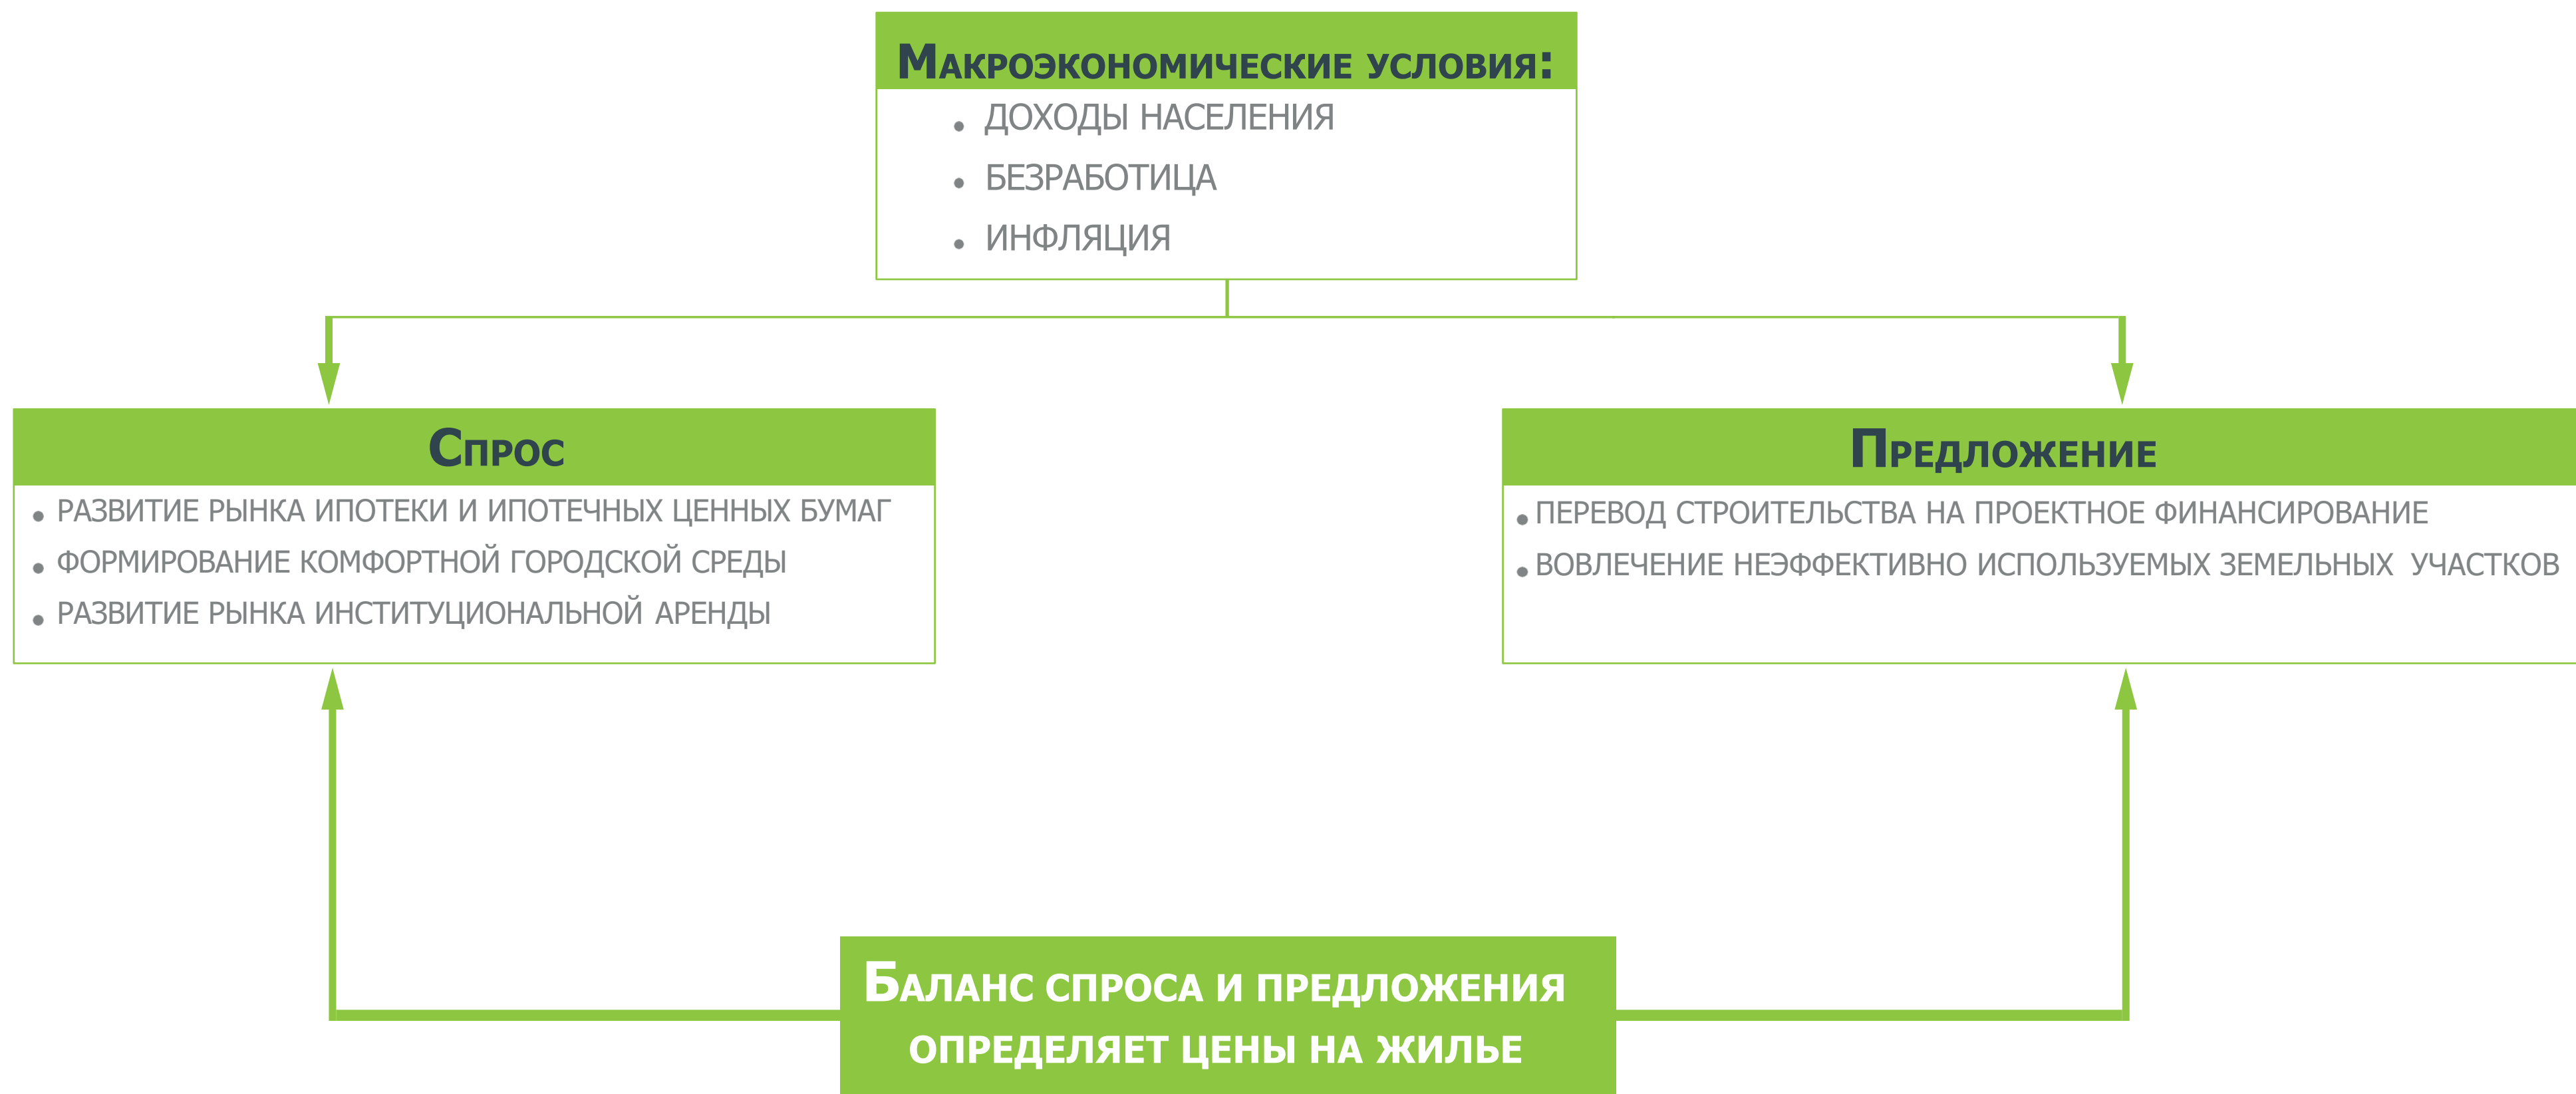 Макроэкономические условия:
• ДОХОДЫ НАСЕЛЕНИЯ
• БЕЗРАБОТИЦА
• ИНФЛЯЦИЯ
Спрос
• РАЗВИТИЕ РЫНКА ИПОТЕКИ И ИПОТЕЧНЫХ ЦЕННЫХ БУМАГ
• ФОРМИРОВАНИЕ КОМФОРТНОЙ ГОРОДСКОЙ СРЕДЫ
• РАЗВИТИЕ РЫНКА ИНСТИТУЦИОНАЛЬНОЙ АРЕНДЫ
Предложение
• ПЕРЕВОД СТРОИТЕЛЬСТВА НА ПРОЕКТНОЕ ФИНАНСИРОВАНИЕ
• ВОВЛЕЧЕНИЕ НЕЭФФЕКТИВНО ИСПОЛЬЗУЕМЫХ ЗЕМЕЛЬНЫХ УЧАСТКОВ
Баланс спроса и предложения
определяет цены на жилье